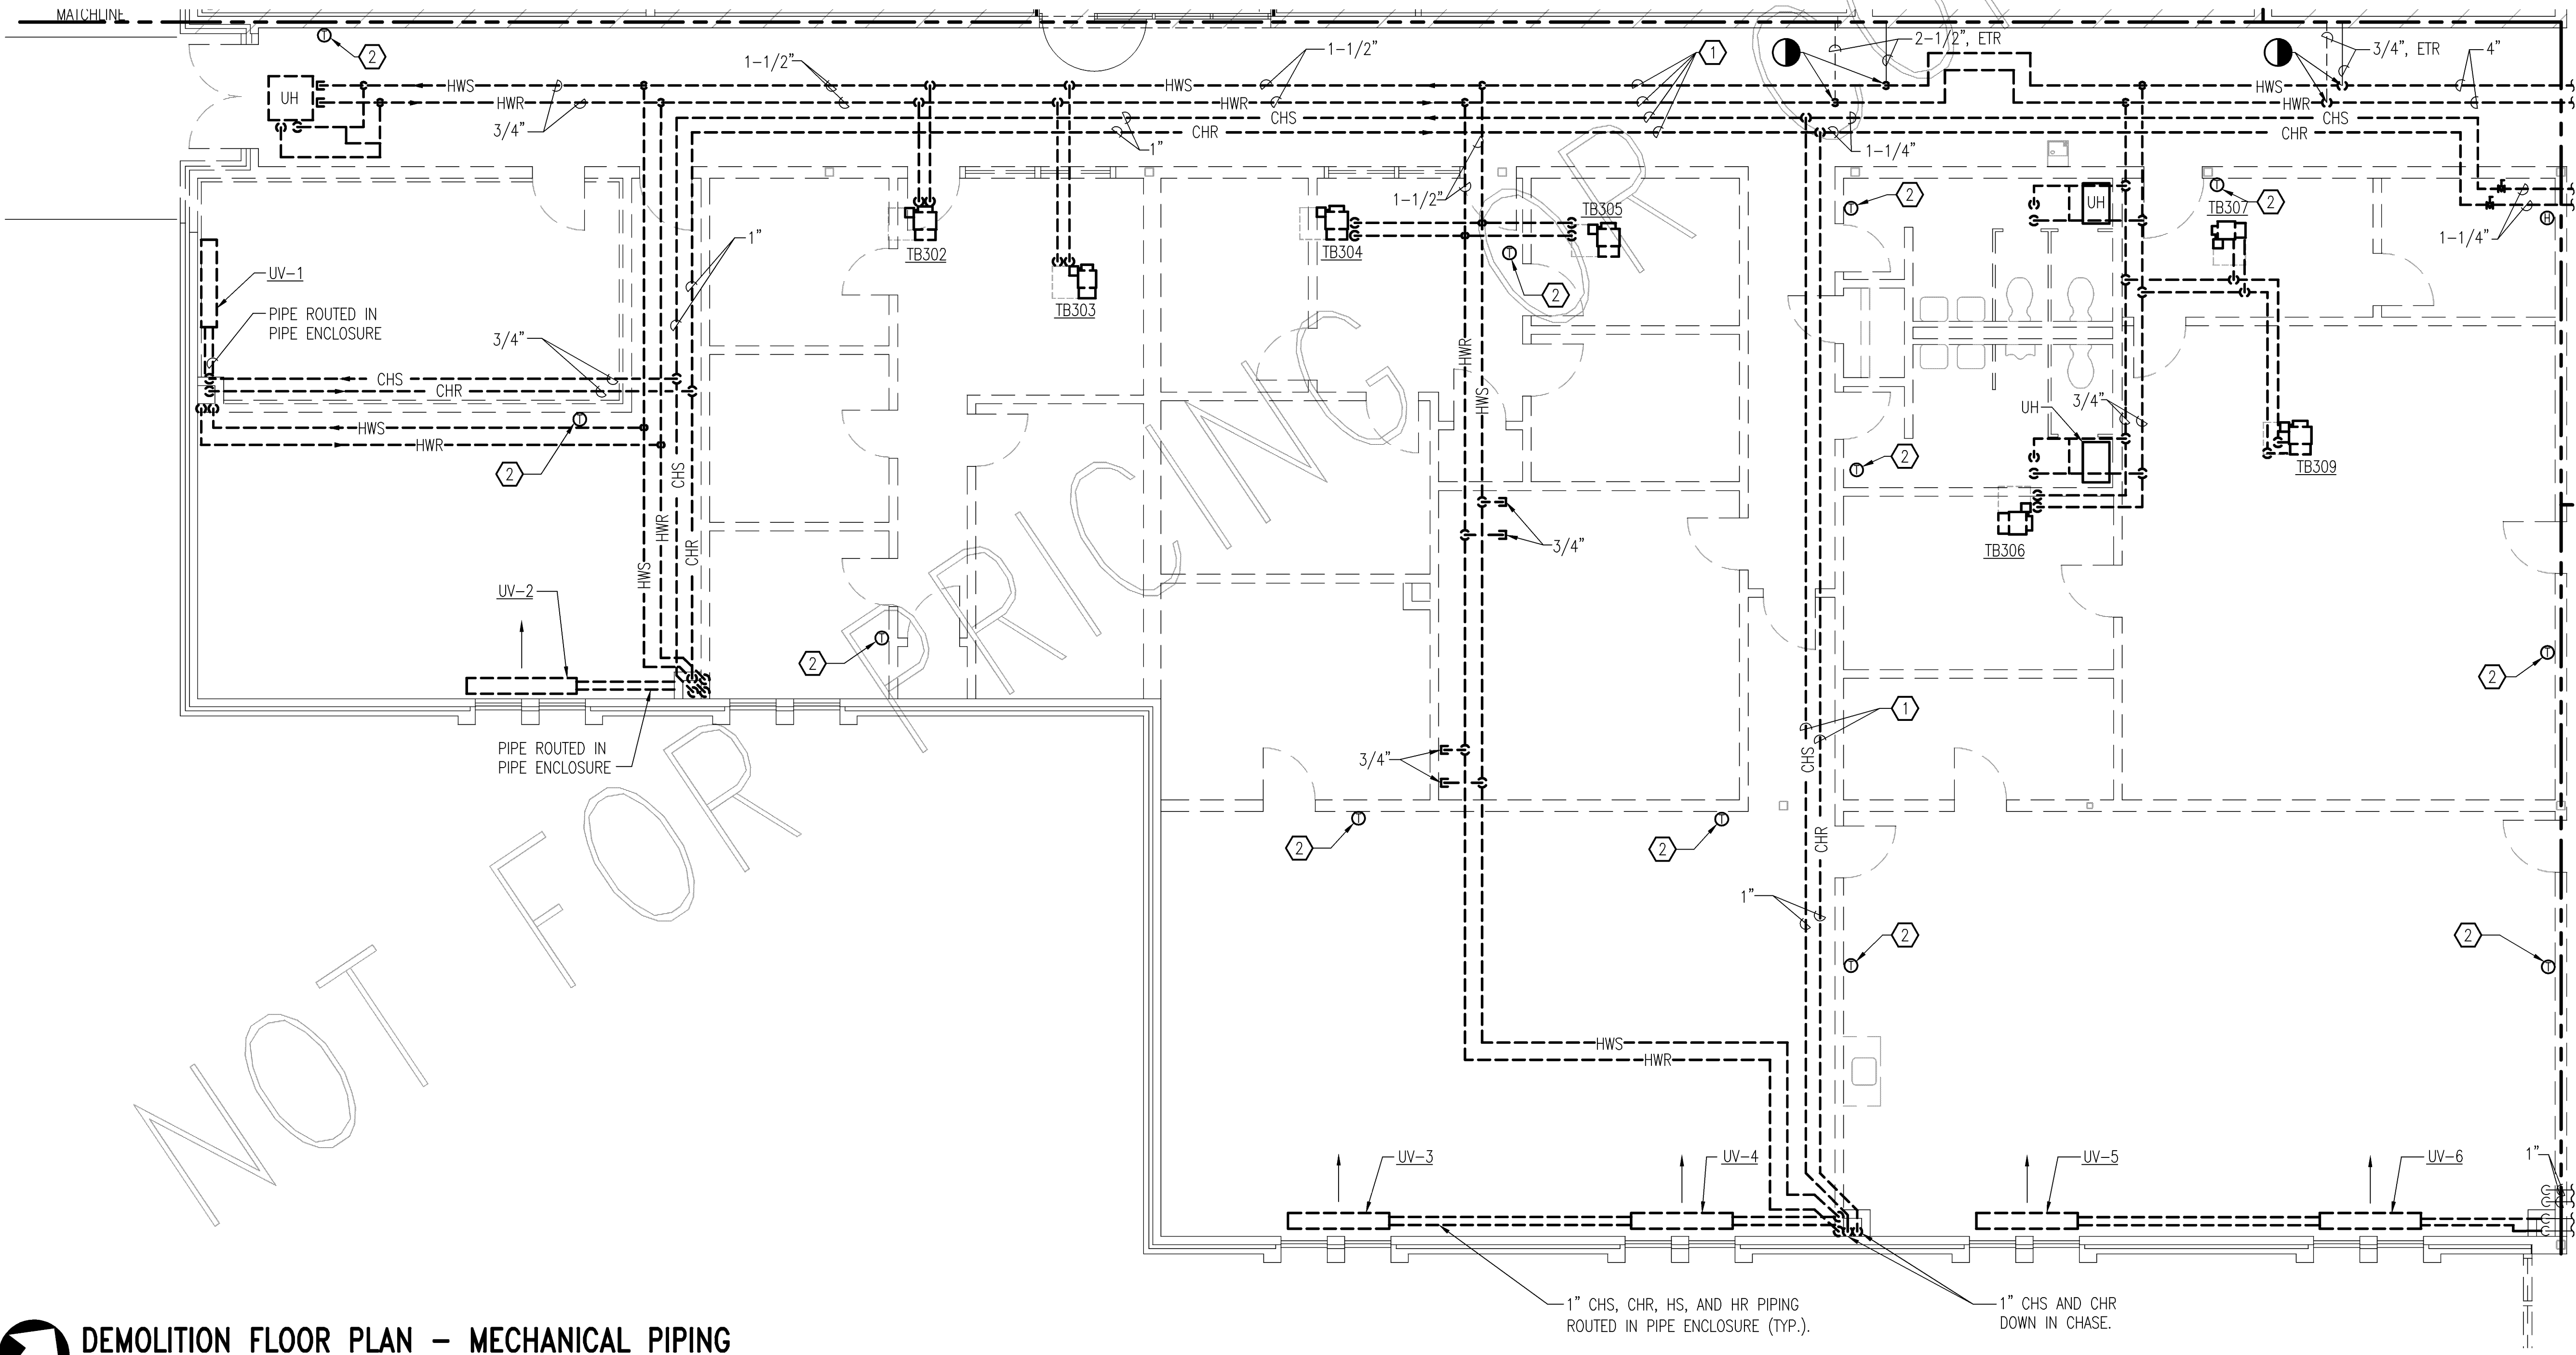 MATCHLINE
2
1-1/2"
1-1/2"
1
2-1/2", ETR
3/4", ETR
4"
UH
HWS
HWS
HWS
HWR
HWR
HWR
CHS
CHS
CHR
CHR
3/4"
1"
1-1/4"
1-1/2"
2
UH
TB307
2
H
1-1/4"
TB302
TB303
TB304
TB305
2
1"
UV-1
PIPE ROUTED IN
PIPE ENCLOSURE
3/4"
CHS
CHR
HWS
HWR
2
HWR
HWS
UH
3/4"
2
TB309
TB306
CHS
HWR
CHR
HWS
3/4"
UV-2
2
2
1
CHS
CHR
PIPE ROUTED IN
PIPE ENCLOSURE
3/4"
2
2
1"
2
2
HWS
HWR
UV-3
UV-4
UV-5
UV-6
1"
1" CHS, CHR, HS, AND HR PIPING
ROUTED IN PIPE ENCLOSURE (TYP.).
1" CHS AND CHR
DOWN IN CHASE.
NOT FOR PRICING OR
DEMOLITION FLOOR PLAN - MECHANICAL PIPING